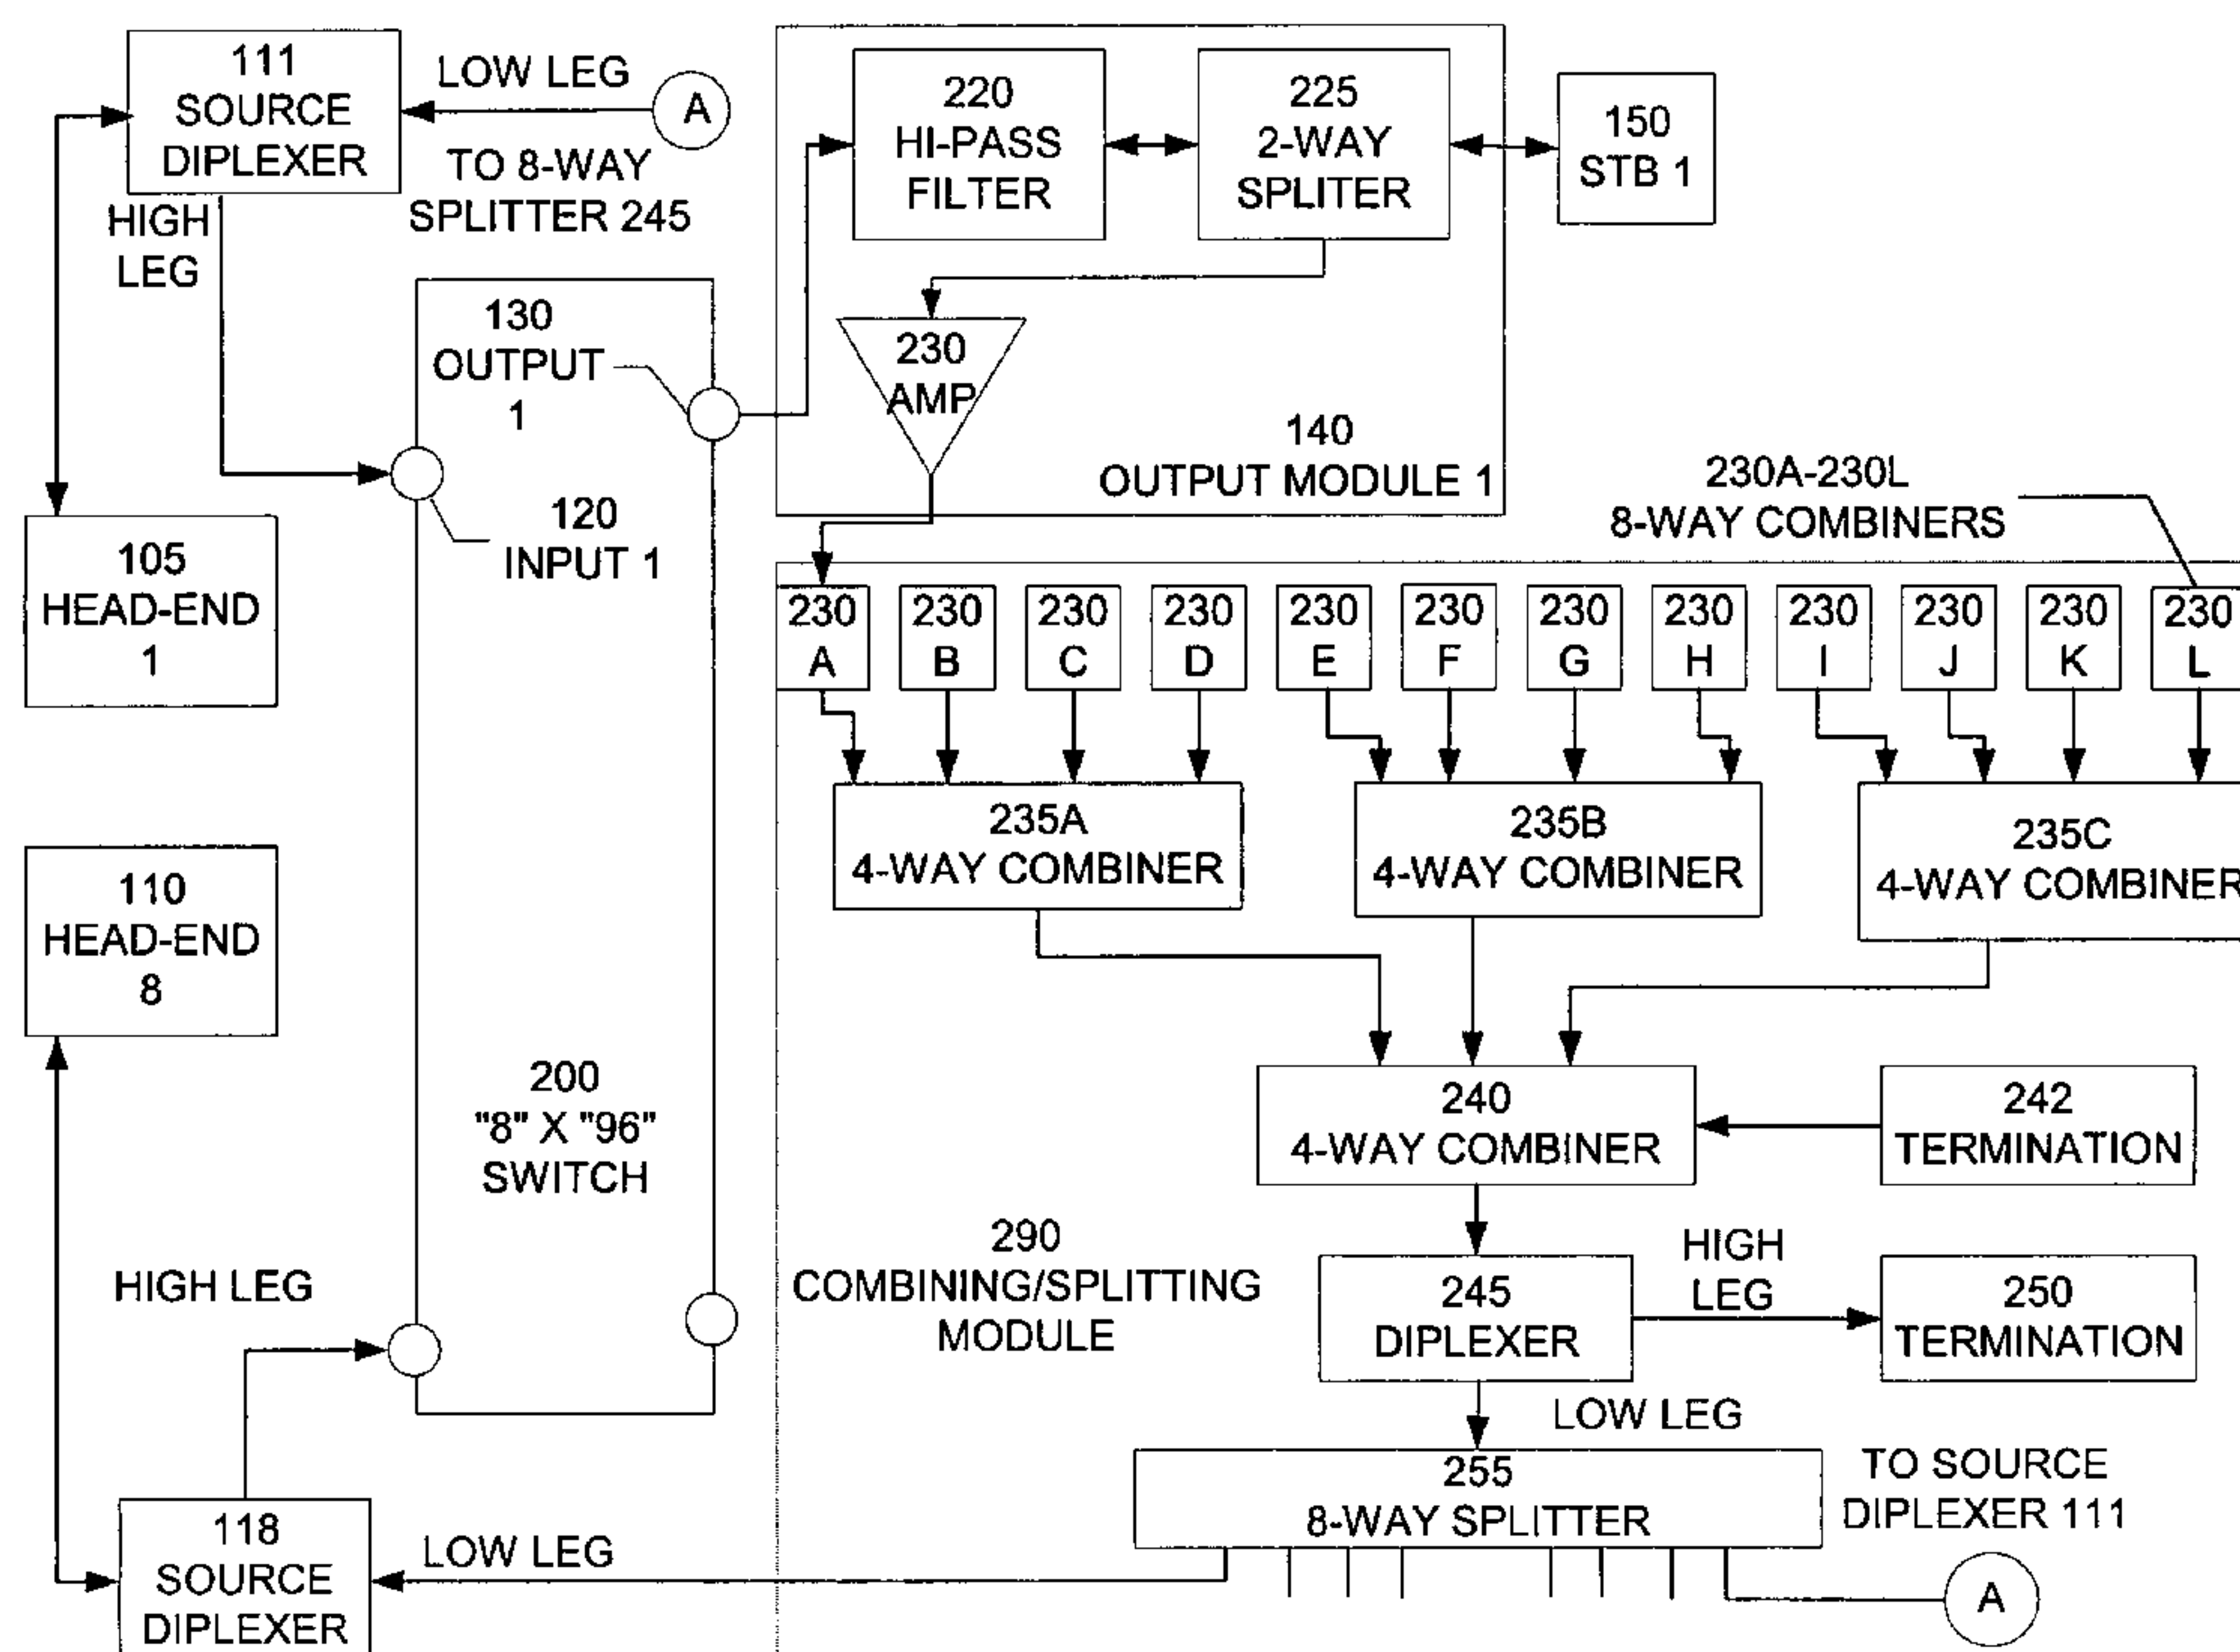 111
SOURCE
DIPLEXER
LOW LEG
A
TO 8-WAY
SPLITTER 245
HIGH
LEG
220
HI-PASS
FILTER
225
2-WAY
SPLITER
150
STB 1
130
OUTPUT
1
230
AMP
140
OUTPUT MODULE 1
120
INPUT 1
105
HEAD-END
1
230A-230L
8-WAY COMBINERS
230
A
230
B
230
C
230
D
230
E
230
F
230
G
230
H
230
I
230
J
230
K
230
L
235A
4-WAY COMBINER
235B
4-WAY COMBINER
235C
4-WAY COMBINER
110
HEAD-END
8
200
"8" X "96"
SWITCH
240
4-WAY COMBINER
242
TERMINATION
290
COMBINING/SPLITTING
MODULE
245
DIPLEXER
HIGH
LEG
250
TERMINATION
HIGH LEG
LOW LEG
255
8-WAY SPLITTER
TO SOURCE
DIPLEXER 111
A
118
SOURCE
DIPLEXER
LOW LEG